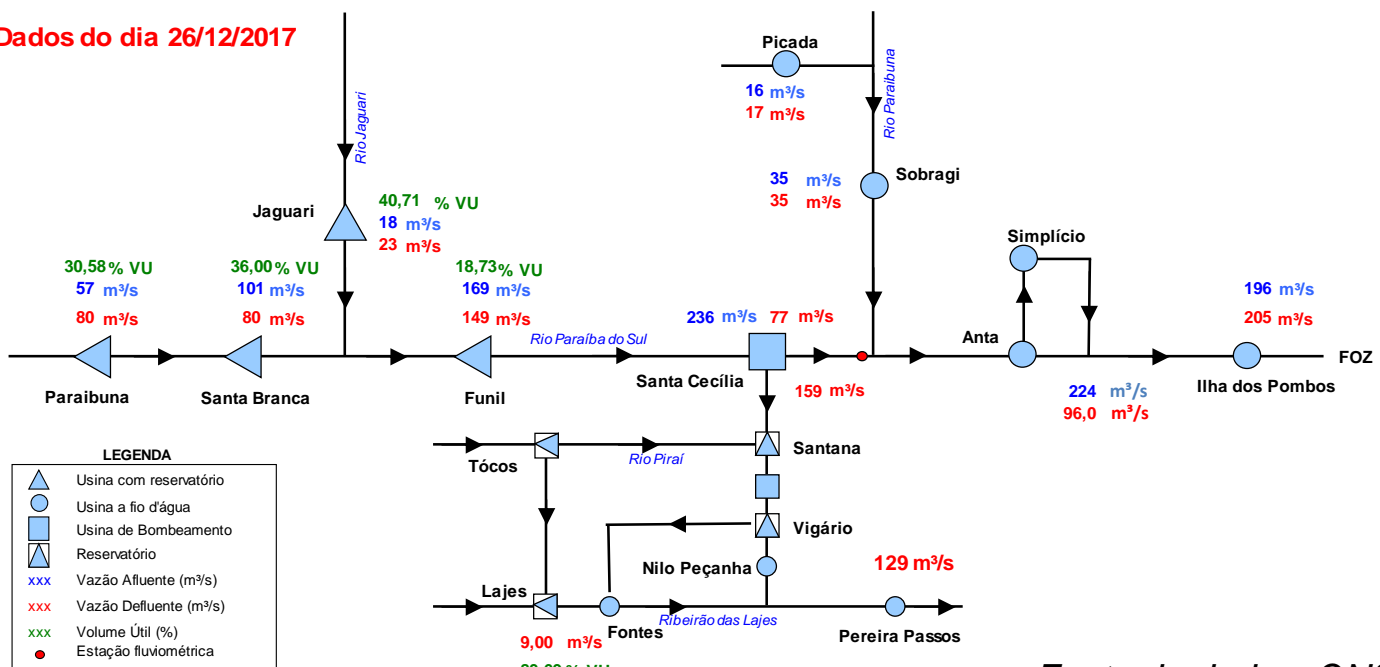 Dados do dia 26/12/2017
Picada
16 m³/s
17 m³/s
Rio Paraibuna
Rio Jaguari
35 m³/s
35 m³/s
Sobragi
Jaguari
40,71 % VU
18 m³/s
23 m³/s
Simplício
30,58 % VU
57 m³/s
80 m³/s
36,00 % VU
101 m³/s
80 m³/s
18,73 % VU
169 m³/s
149 m³/s
236 m³/s 77 m³/s
196 m³/s
205 m³/s
Rio Paraíba do Sul
Anta
FOZ
Paraibuna
Santa Branca
Funil
Santa Cecília
159 m³/s
224 m³/s
96,0 m³/s
Ilha dos Pombos
LEGENDA
Usina com reservatório
Usina a fio d'água
Usina de Bombeamento
Reservatório
xxx Vazão Afluente (m³/s)
xxx Vazão Defluente (m³/s)
xxx Volume Útil (%)
Estação fluviométrica
Tócos
Rio Piraí
Santana
Vigário
Nilo Peçanha
129 m³/s
Lajes
Fontes
Ribeirão das Lajes
Pereira Passos
9,00 m³/s
% VU